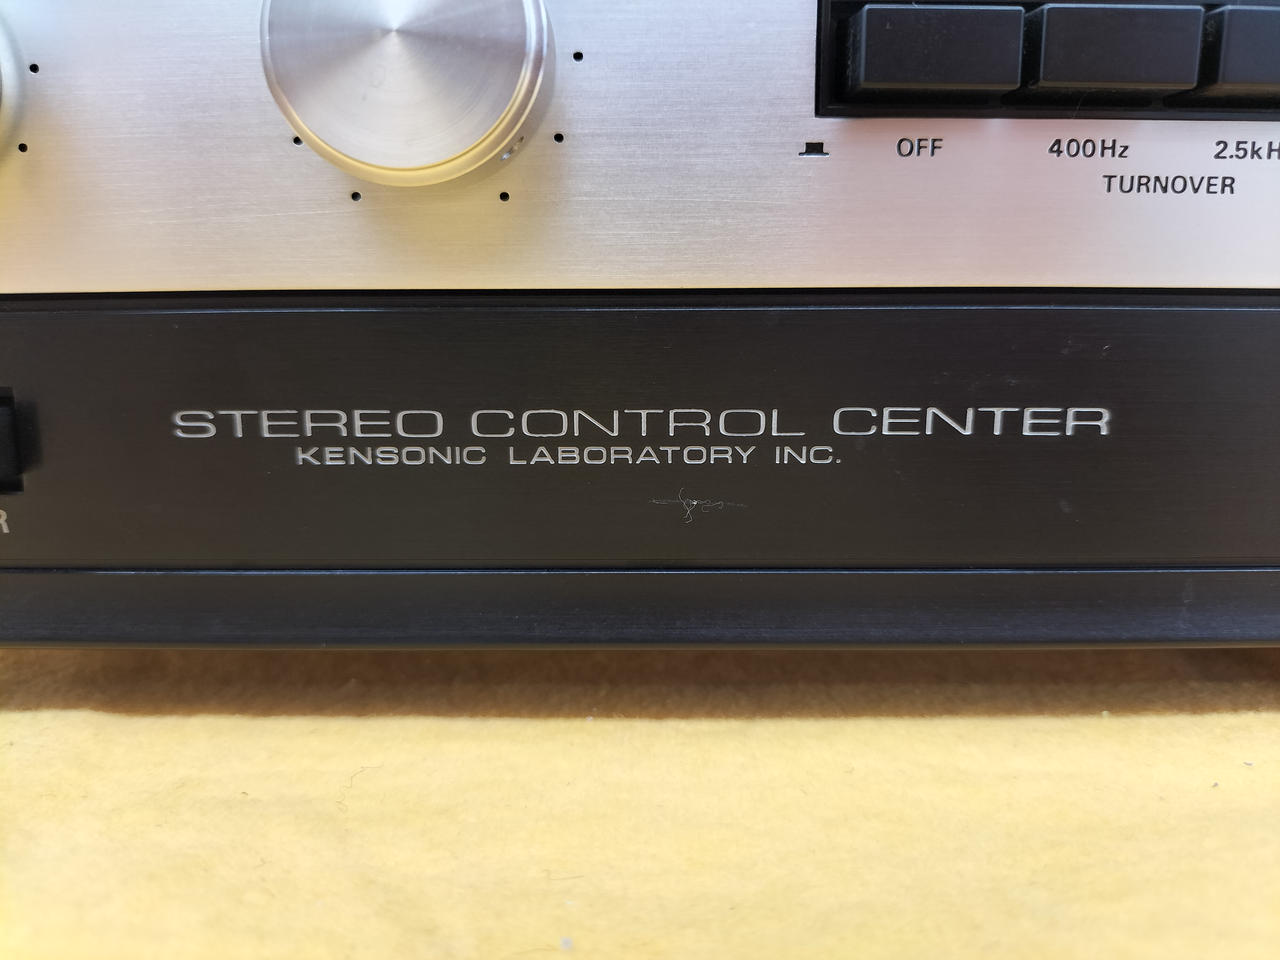 OFF 400Hz 2.5kH
TURNOVER
STEREO CONTROL CENTER
KENSONIC LABORATORY INC.
R